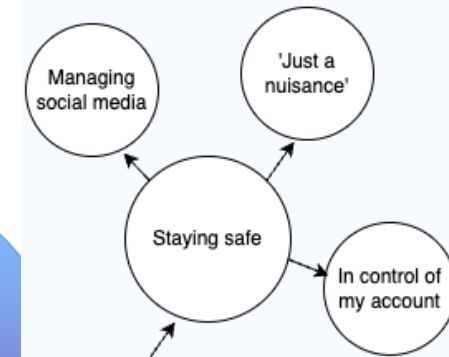 Managing
social media
'Just a
nuisance'
Staying safe
In control of
my account